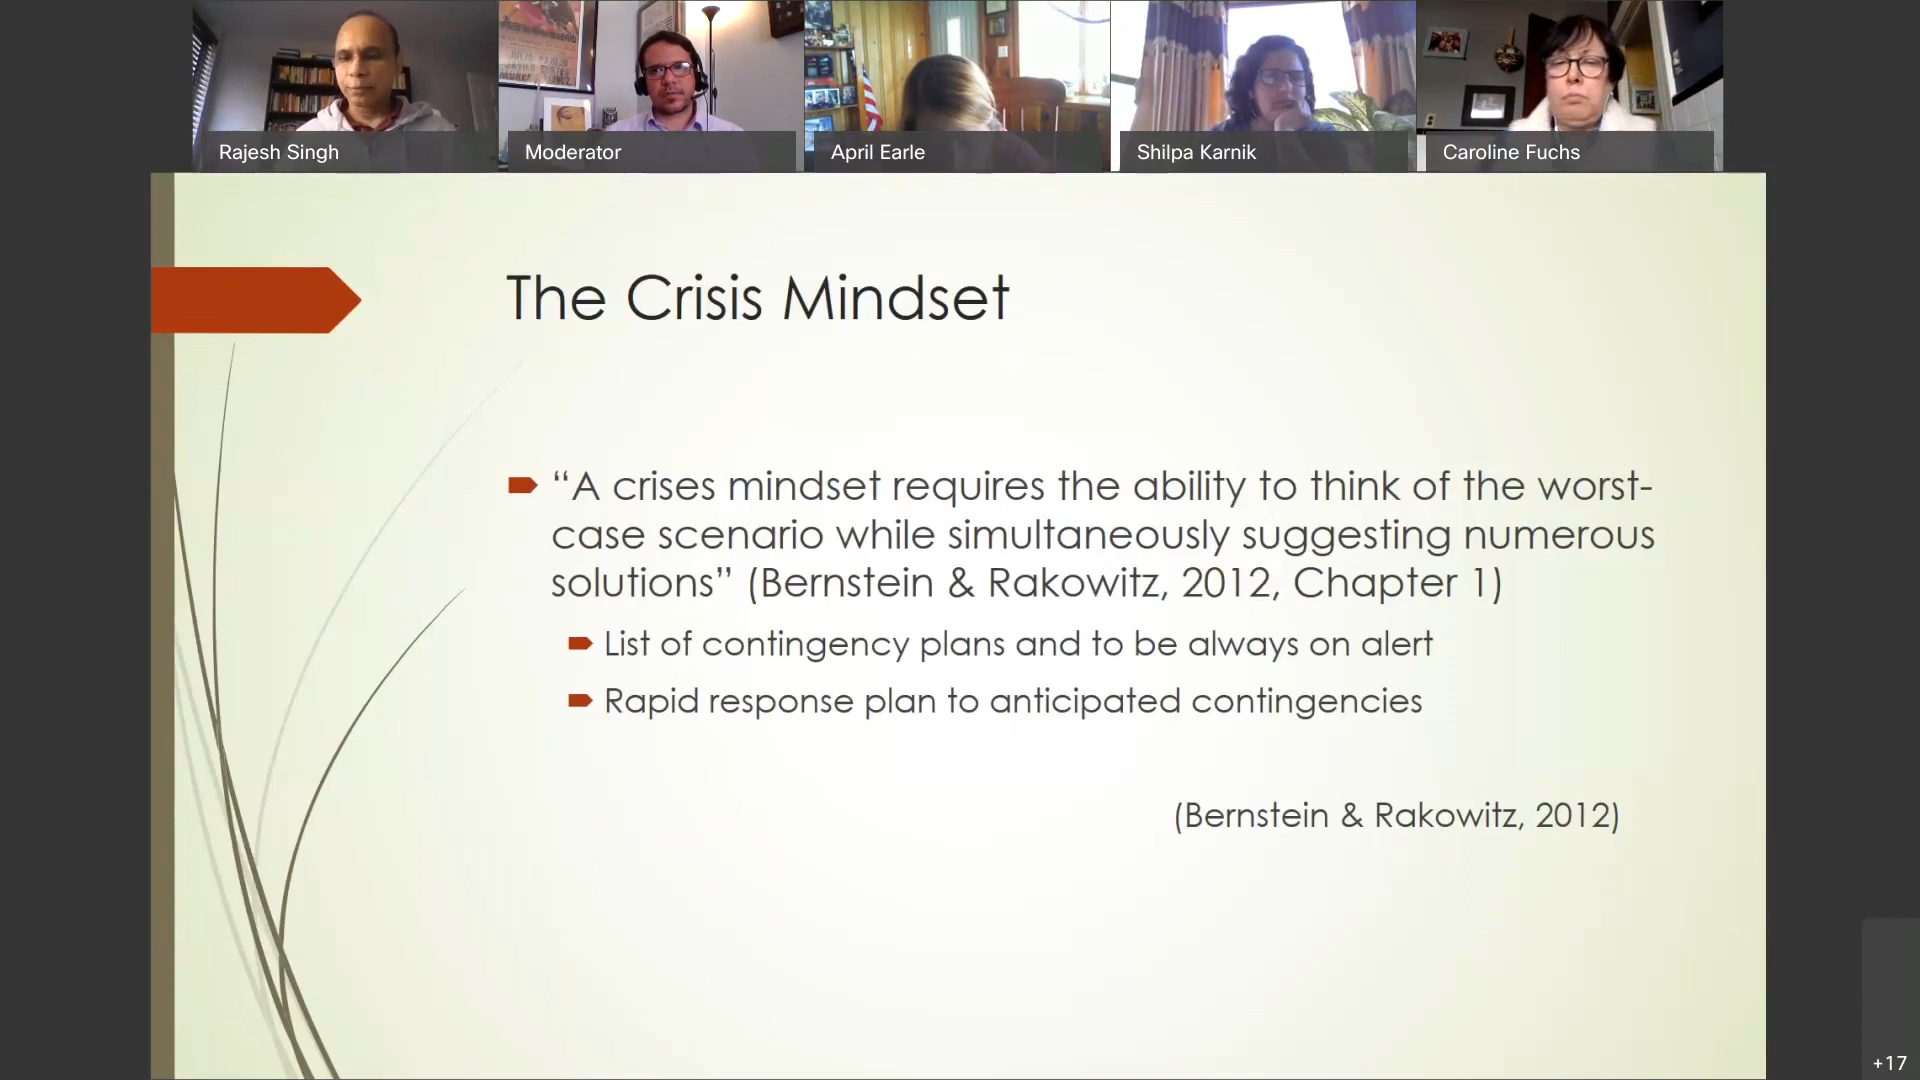 MADRID
Rajesh Singh
Moderator
April Earle
Shilpa Karnik
Caroline Fuchs
The Crisis Mindset
“A crises mindset requires the ability to think of the worst-
case scenario while simultaneously suggesting numerous
solutions” (Bernstein & Rakowitz, 2012, Chapter 1)
List of contingency plans and to be always on alert
Rapid response plan to anticipated contingencies
(Bernstein & Rakowitz, 2012)
+17